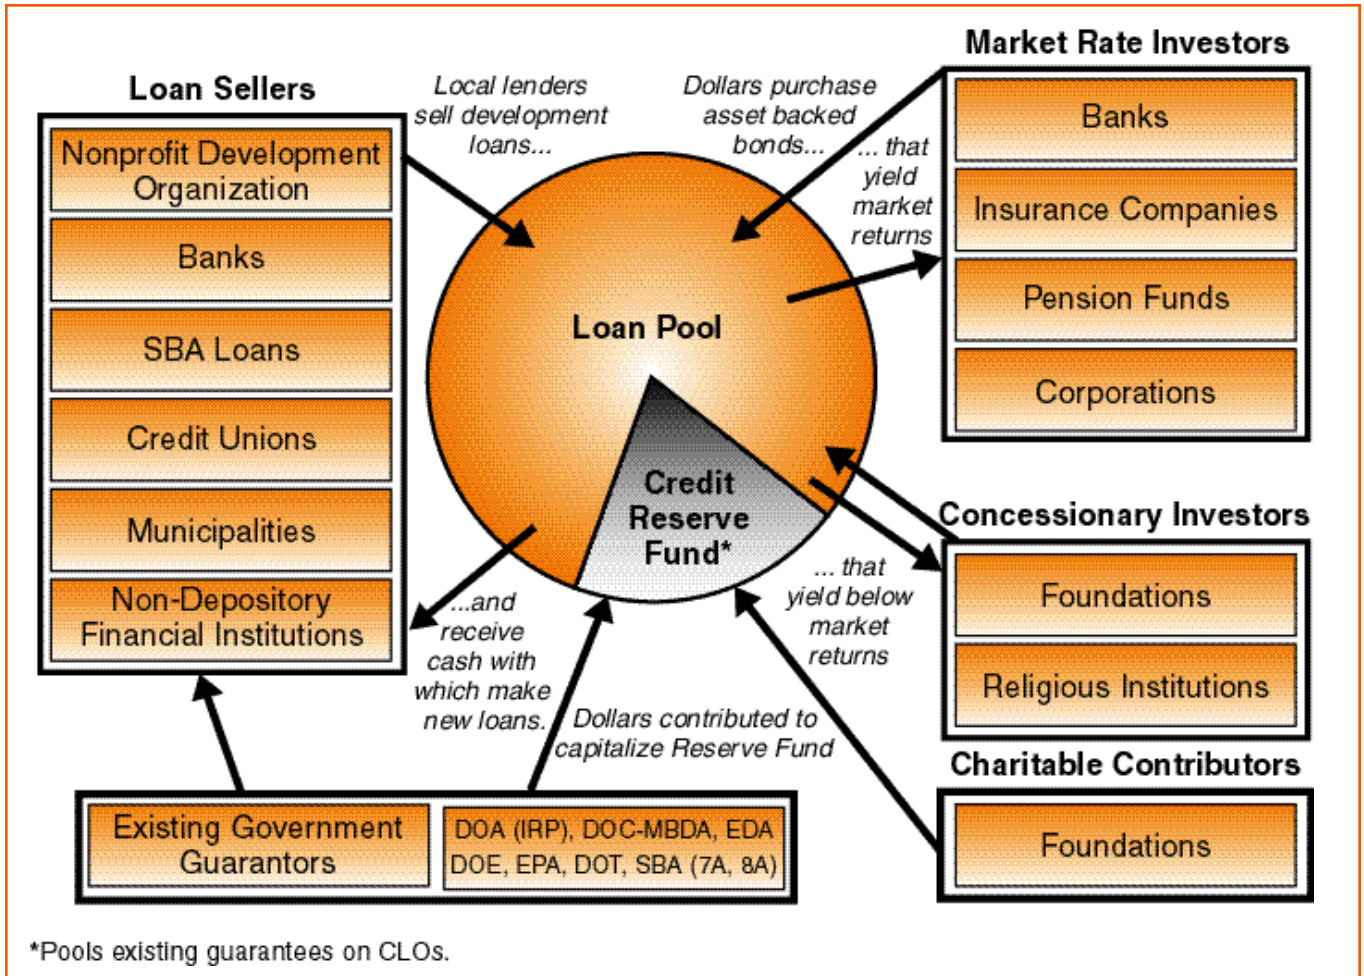 Loan Sellers
Nonprofit Development
Organization
Banks
SBA Loans
Credit Unions
Municipalities
Non-Depository
Financial Institutions
Local lenders
sell development
loans...
Dollars purchase
asset backed
bonds...
... that
yield
market
returns
Market Rate Investors
Banks
Insurance Companies
Pension Funds
Corporations
Loan Pool
Credit
Reserve
Fund*
Concessionary Investors
Foundations
Religious Institutions
... that
yield below
market
returns
...and
receive
cash with
which make
new loans.
Dollars contributed to
capitalize Reserve Fund
Charitable Contributors
Foundations
Existing Government
Guarantors
DOA (IRP), DOC-MBDA, EDA
DOE, EPA, DOT, SBA (7A, 8A)
*Pools existing guarantees on CLOs.